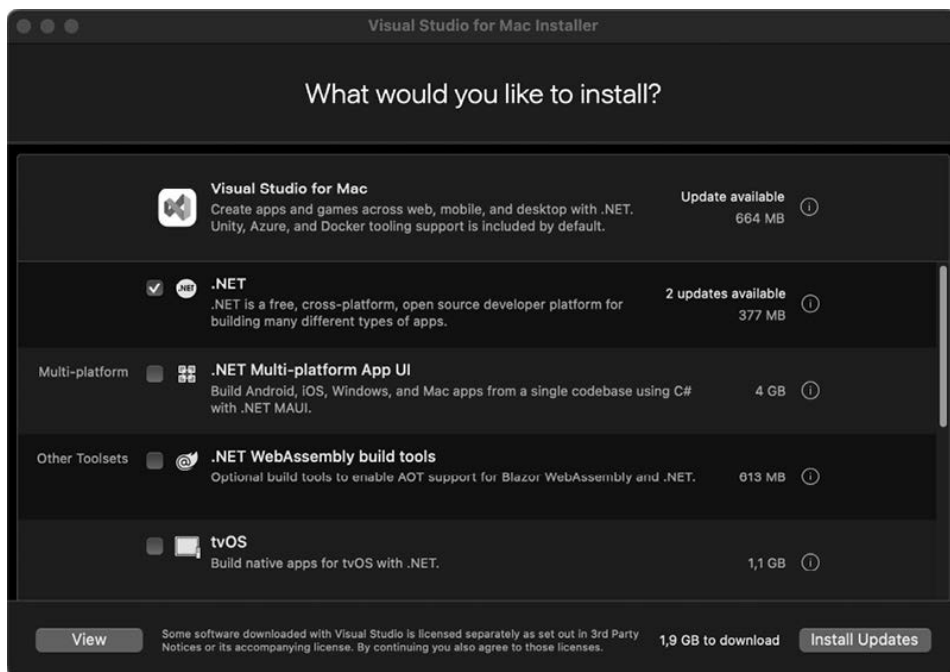 Visual Studio for Mac Installer
What would you like to install?
Visual Studio for Mac
Create apps and games across web, mobile, and desktop with .NET.
Unity, Azure, and Docker tooling support is included by default.
Update available
664 MB
.NET
.NET
.NET is a free, cross-platform, open source developer platform for
building many different types of apps.
2 updates available
377 MB
Multi-platform
.NET Multi-platform App UI
Build Android, iOS, Windows, and Mac apps from a single codebase using C#
with .NET MAUI.
4 GB
Other Toolsets
.NET WebAssembly build tools
Optional build tools to enable AOT support for Blazor WebAssembly and .NET.
613 MB
tvOS
Build native apps for tvOS with .NET.
1,1 GB
View
Some software downloaded with Visual Studio is licensed separately as set out in 3rd Party
Notices or its accompanying license. By continuing you also agree to those licenses.
1,9 GB to download
Install Updates